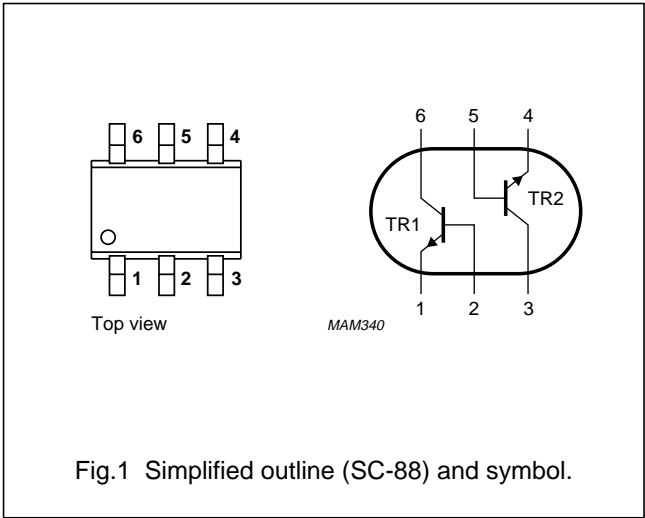 6 5 4
1 2 3
Top view
6 5 4
TR1 TR2
1 2 3
MAM340
Fig.1 Simplified outline (SC-88) and symbol.